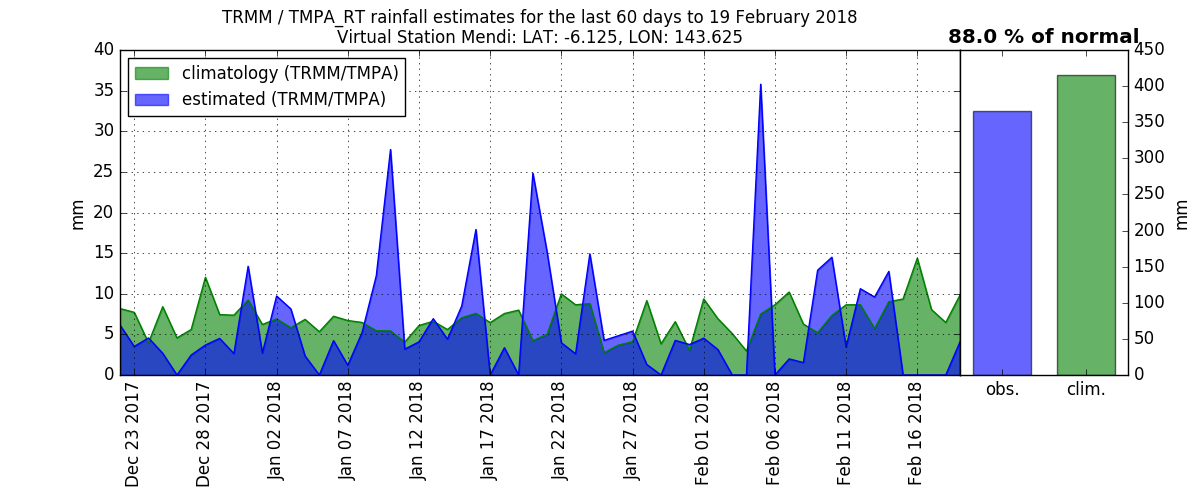 TRMM / TMPA_RT rainfall estimates for the last 60 days to 19 February 2018
Virtual Station Mendi: LAT: -6.125, LON: 143.625
88.0 % of normal
climatology (TRMM/TMPA)
estimated (TRMM/TMPA)
mm
40
35
30
25
20
15
10
5
0
Dec 23 2017
Dec 28 2017
Jan 02 2018
Jan 07 2018
Jan 12 2018
Jan 17 2018
Jan 22 2018
Jan 27 2018
Feb 01 2018
Feb 06 2018
Feb 11 2018
Feb 16 2018
450
400
350
300
250
200
150
100
50
0
mm
obs.
clim.